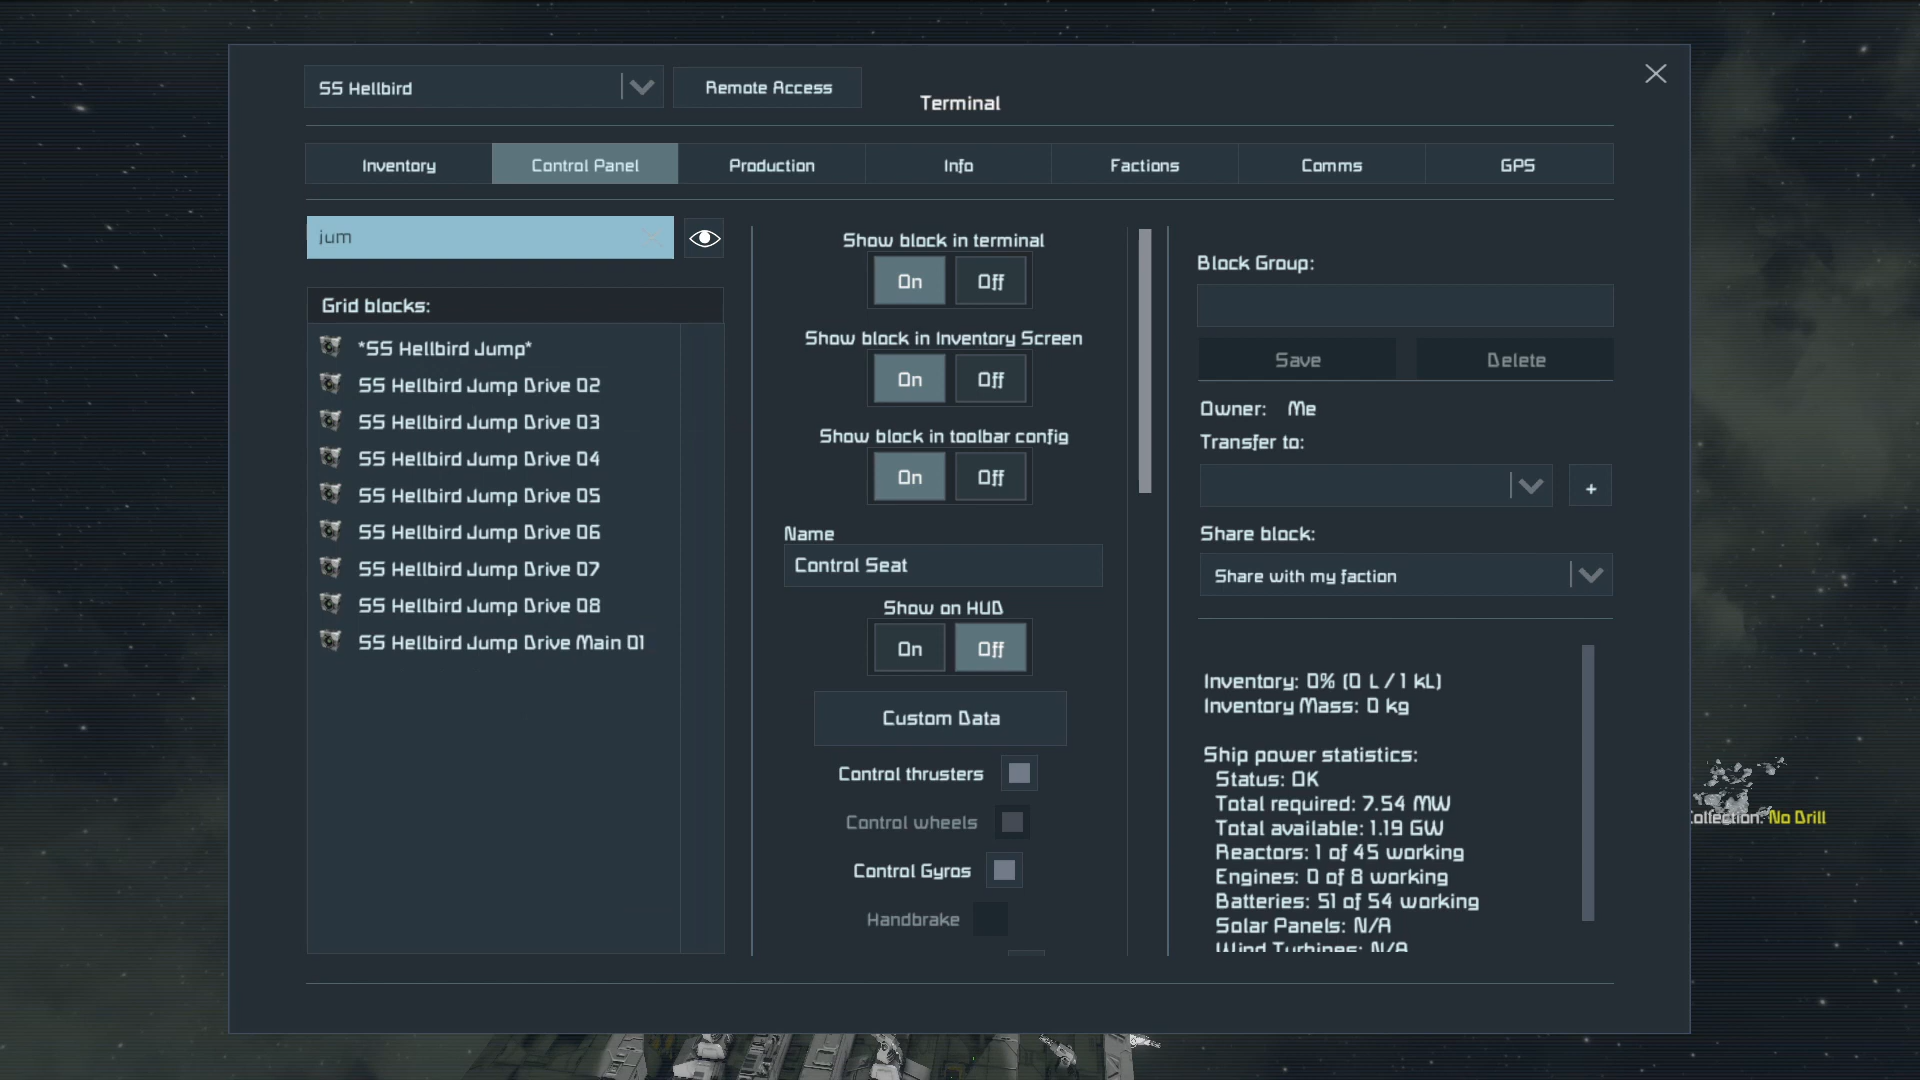 SS Hellbird
Remote Access
Terminal
Inventory
Control Panel
Production
Info
Factions
Comms
GPS
jum
Grid blocks:
*SS Hellbird Jump*
SS Hellbird Jump Drive 02
SS Hellbird Jump Drive 03
SS Hellbird Jump Drive 04
SS Hellbird Jump Drive 05
SS Hellbird Jump Drive 06
SS Hellbird Jump Drive 07
SS Hellbird Jump Drive 08
SS Hellbird Jump Drive Main 01
Show block in terminal
On Off
Show block in Inventory Screen
On Off
Show block in toolbar config
On Off
Name
Control Seat
Show on HUD
On Off
Custom Data
Control thrusters
Control wheels
Control Gyros
Handbrake
Block Group:
Save Delete
Owner: Me
Transfer to:
+
Share block:
Share with my faction
Inventory: 0% (0 L / 1 kL)
Inventory Mass: 0 kg
Ship power statistics:
Status: OK
Total required: 7.54 MW
Total available: 1.19 GW
Reactors: 1 of 45 working
Engines: 0 of 8 working
Batteries: 51 of 54 working
Solar Panels: N/A
Wind Turbines: N/A
ollection: No Drill